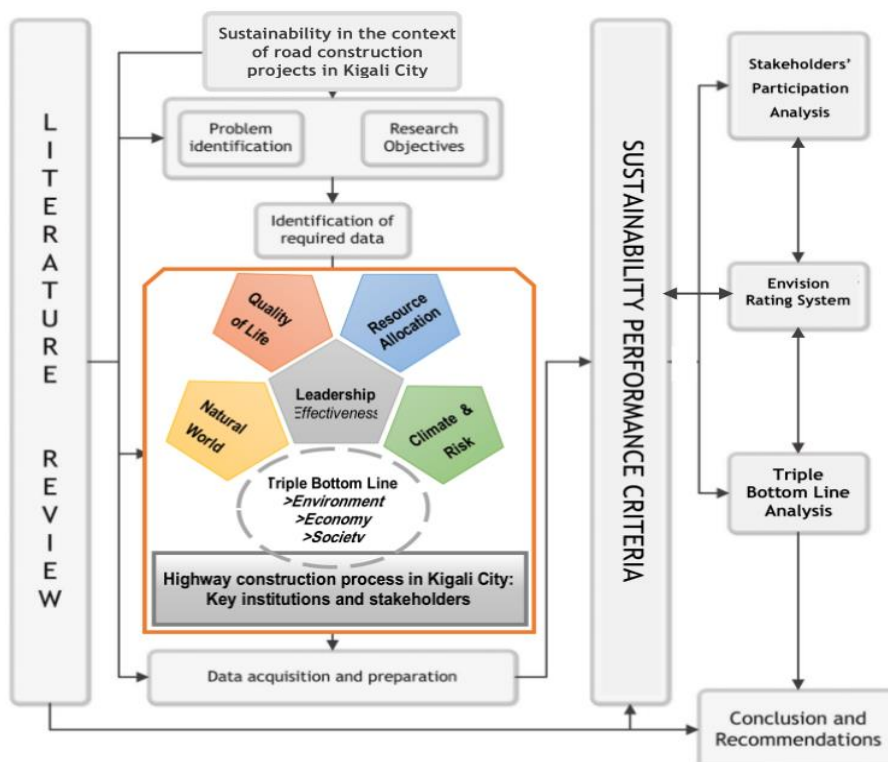 LITERATURE REVIEW
Sustainability in the context
of road construction
projects in Kigali City
Problem
identification
Research
Objectives
Identification of
required data
Quality
of Life
Resource
Allocation
Natural
World
Leadership
Effectiveness
Climate &
Risk
Triple Bottom Line
>Environment
>Economy
>Society
Highway construction process in Kigali City:
Key institutions and stakeholders
Data acquisition and preparation
SUSTAINABILITY PERFORMANCE CRITERIA
Stakeholders’
Participation
Analysis
Envision
Rating System
Triple
Bottom Line
Analysis
Conclusion and
Recommendations